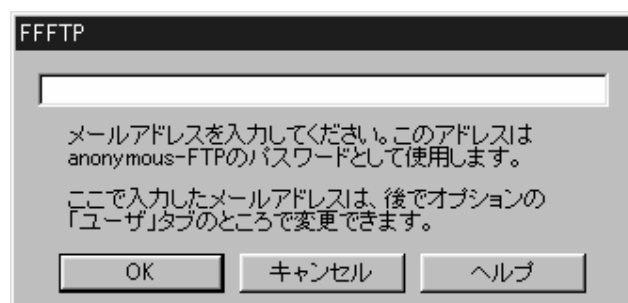 FFFTP
メールアドレスを入力してください。このアドレスは
anonymous-FTPのパスワードとして使用します。
ここで入力したメールアドレスは、後でオプションの
「ユーザ」タブのところで変更できます。
OK
キャンセル
ヘルプ